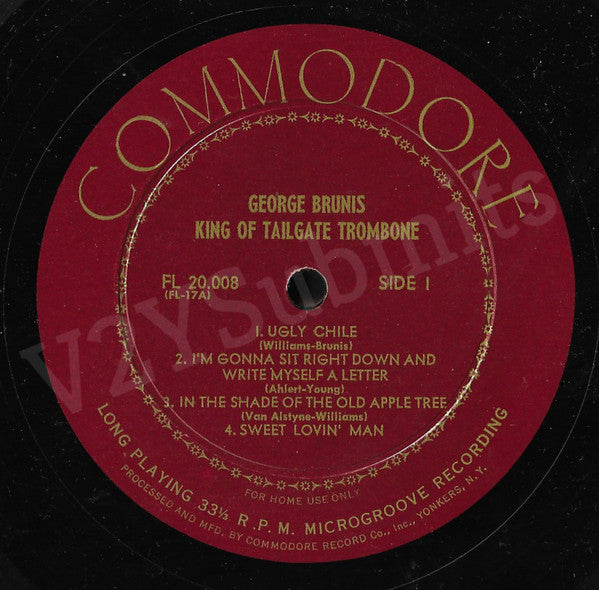 COMMODORE
GEORGE BRUNIS
KING OF TAILGATE TROMBONE
FL 20,008 SIDE 1
(FL-17A)
1. UGLY CHILE
(Williams-Brunis)
2. I'M GONNA SIT RIGHT DOWN AND
WRITE MYSELF A LETTER
(Ahlert-Young)
3. IN THE SHADE OF THE OLD APPLE TREE
(Van Alstyne-Williams)
4. SWEET LOVIN' MAN
FOR HOME USE ONLY
LONG PLAYING 33⅓ R.P.M. MICROGROOVE RECORDING
PROCESSED AND MFD. BY COMMODORE RECORD Co., Inc., YONKERS, N.Y.
V2YSubmits